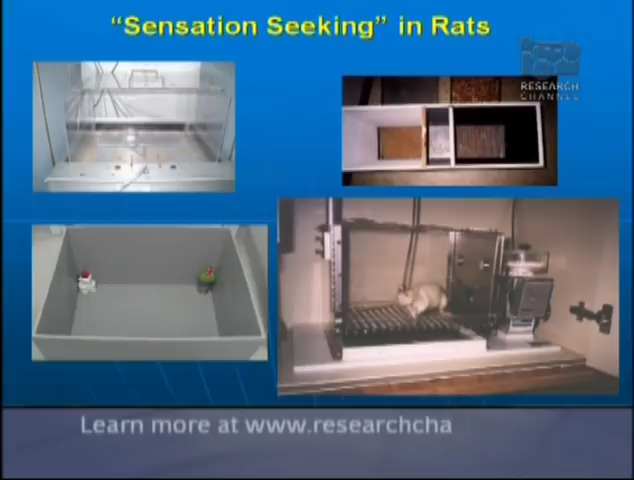 “Sensation Seeking” in Rats
RESEARCH
CHANNEL
Learn more at www.researchcha